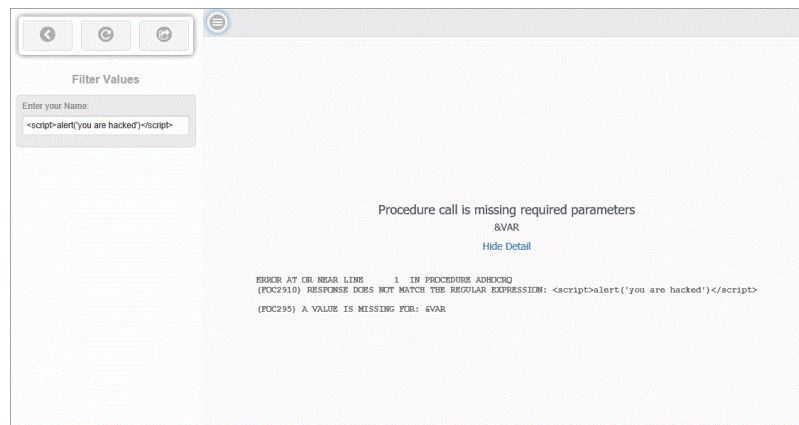 Filter Values
Enter your Name:
<script>alert('you are hacked')</script>
Procedure call is missing required parameters
&VAR
Hide Detail
ERROR AT OR NEAR LINE      1  IN PROCEDURE ADHOCRQ
(FOC2910) RESPONSE DOES NOT MATCH THE REGULAR EXPRESSION: <script>alert('you are hacked')</script>
(FOC295) A VALUE IS MISSING FOR: &VAR